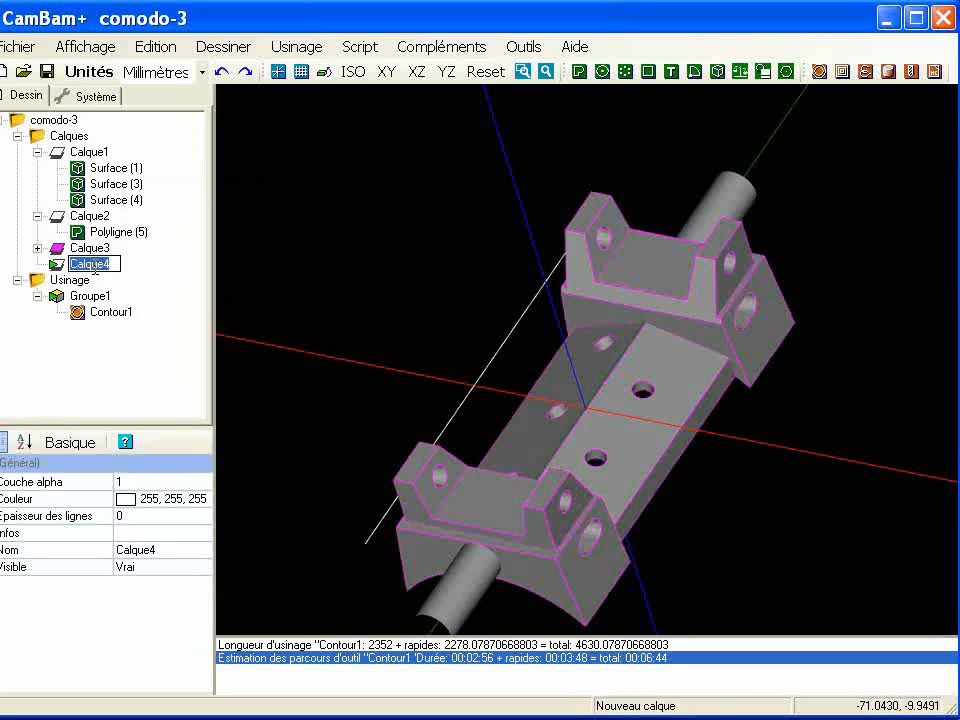 CamBam+ comodo-3
Fichier Affichage Edition Dessiner Usinage Script Compléments Outils Aide
Unités Millimètres ISO XY XZ YZ Reset
Dessin Système
comodo-3
Calques
Calque1
Surface (1)
Surface (3)
Surface (4)
Calque2
Polyligne (5)
Calque3
Calque4
Usinage
Groupe1
Contour1
Basique
(Général)
Couche alpha 1
Couleur 255, 255, 255
Epaisseur des lignes 0
Infos
Nom Calque4
Visible Vrai
Longueur d'usinage "Contour1: 2352 + rapides: 2278.07870668803 = total: 4630.07870668803
Estimation des parcours d'outil "Contour1 'Durée: 00:02:56 + rapides: 00:03:48 = total: 00:06:44
Nouveau calque -71.0430, -9.9491